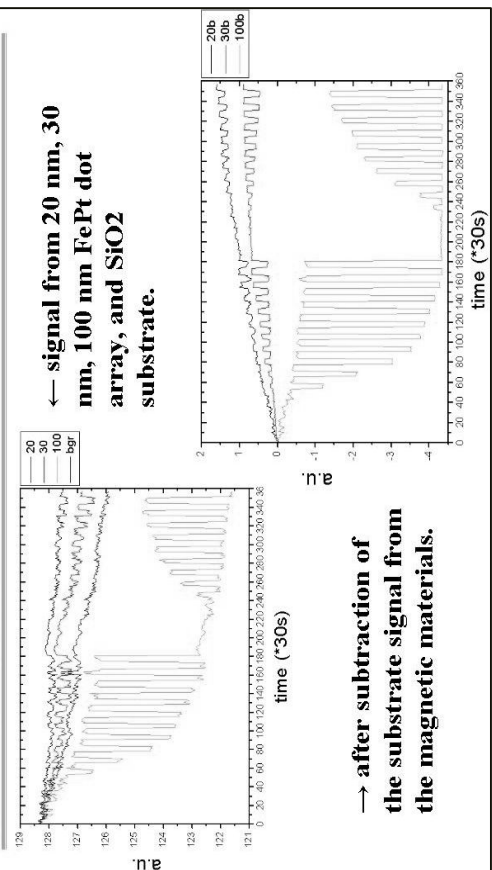 ← signal from 20 nm, 30
nm, 100 nm FePt dot
array, and SiO2
substrate.
20
30
100
bgr
129
128
127
126
125
124
123
122
121
a.u.
0 20 40 60 80 100 120 140 160 180 200 220 240 260 280 300 320 340 36
time (*30s)
→ after subtraction of
the substrate signal from
the magnetic materials.
20b
30b
100b
2
1
0
-1
-2
-3
-4
a.u.
0 20 40 60 80 100 120 140 160 180 200 220 240 260 280 300 320 340 360
time (*30s)